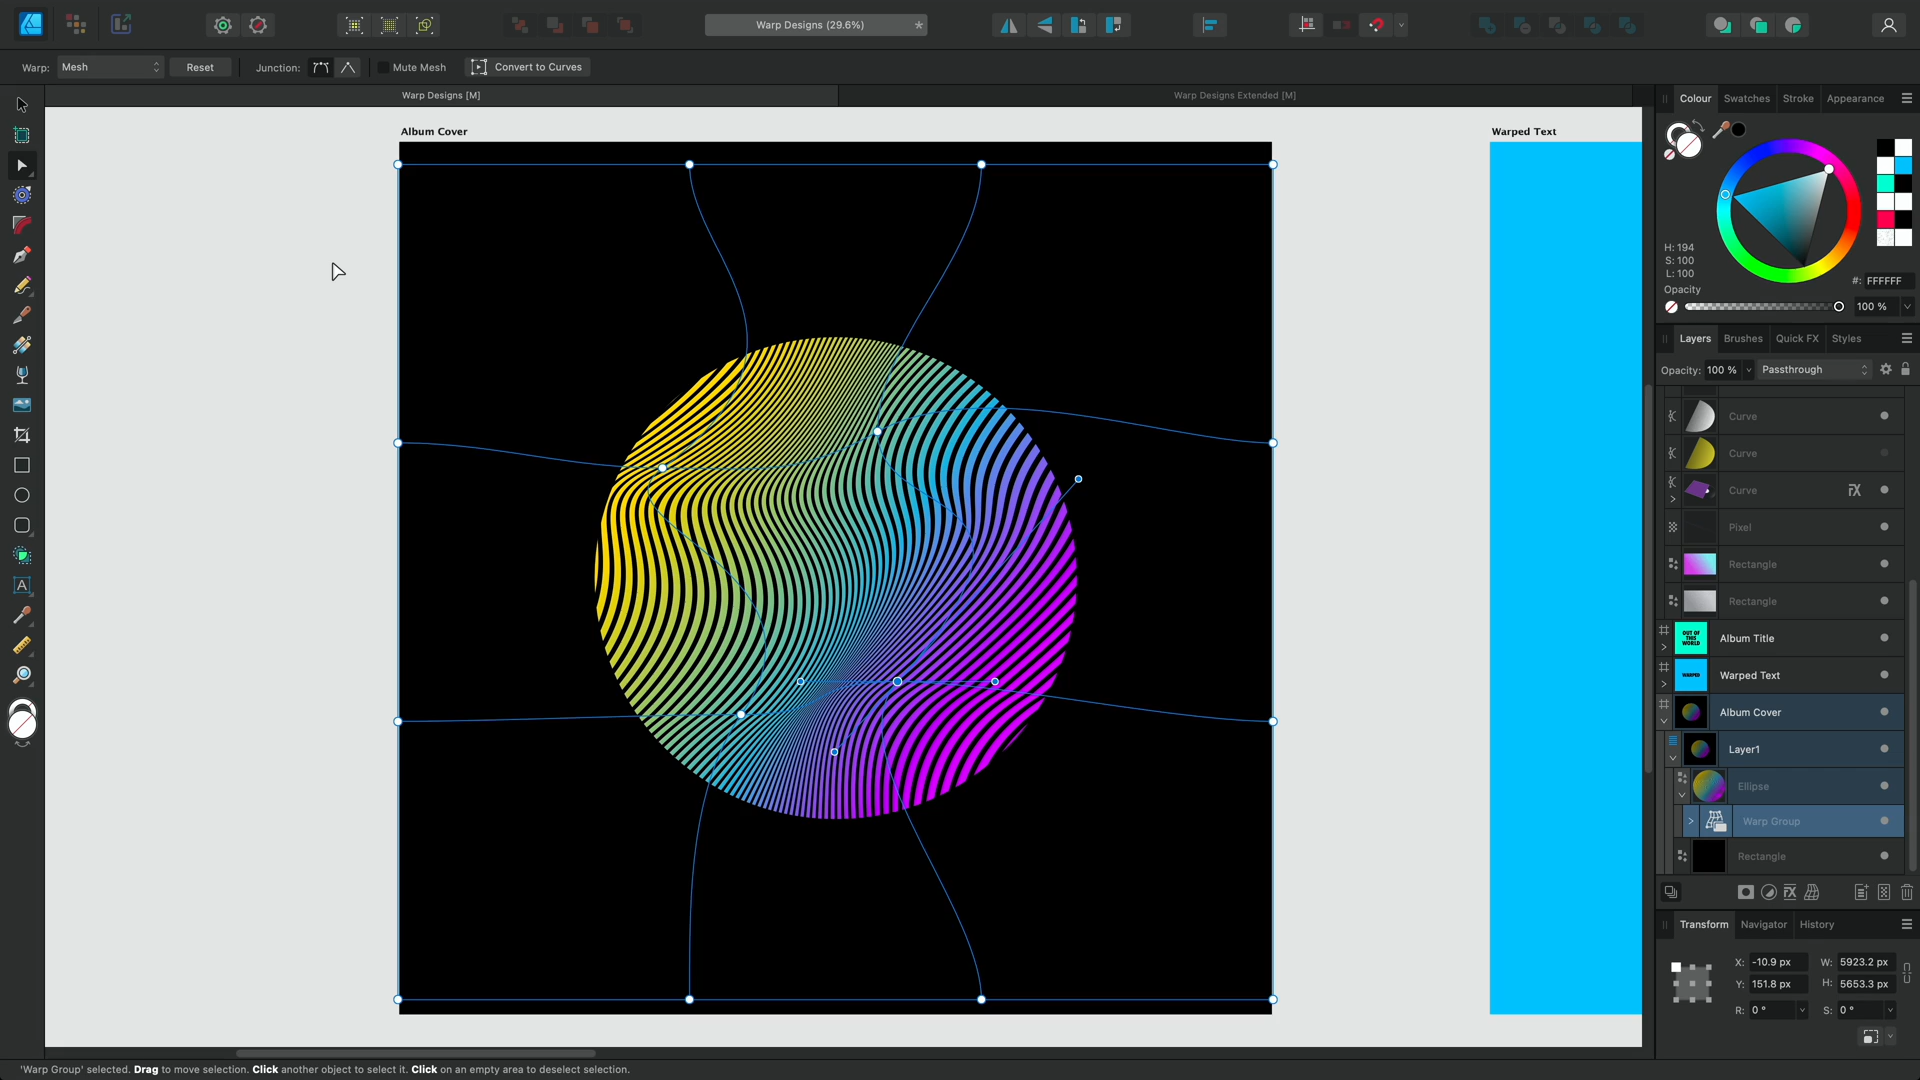 Warp Designs (29.6%)
*
Warp:
Mesh
Reset
Junction:
Mute Mesh
Convert to Curves
Warp Designs [M]
Warp Designs Extended [M]
Album Cover
Warped Text
Colour
Swatches
Stroke
Appearance
H: 194
S: 100
L: 100
#: FFFFFF
Opacity
100 %
Layers
Brushes
Quick FX
Styles
Opacity:
100 %
Passthrough
Curve
Curve
Curve
Pixel
Rectangle
Rectangle
OUT OF
THIS
WORLD
Album Title
WARPED
Warped Text
Album Cover
Layer1
Ellipse
Warp Group
Rectangle
Transform
Navigator
History
X: -10.9 px
W: 5923.2 px
Y: 151.8 px
H: 5653.3 px
R: 0 °
S: 0 °
'Warp Group' selected. Drag to move selection. Click another object to select it. Click on an empty area to deselect selection.